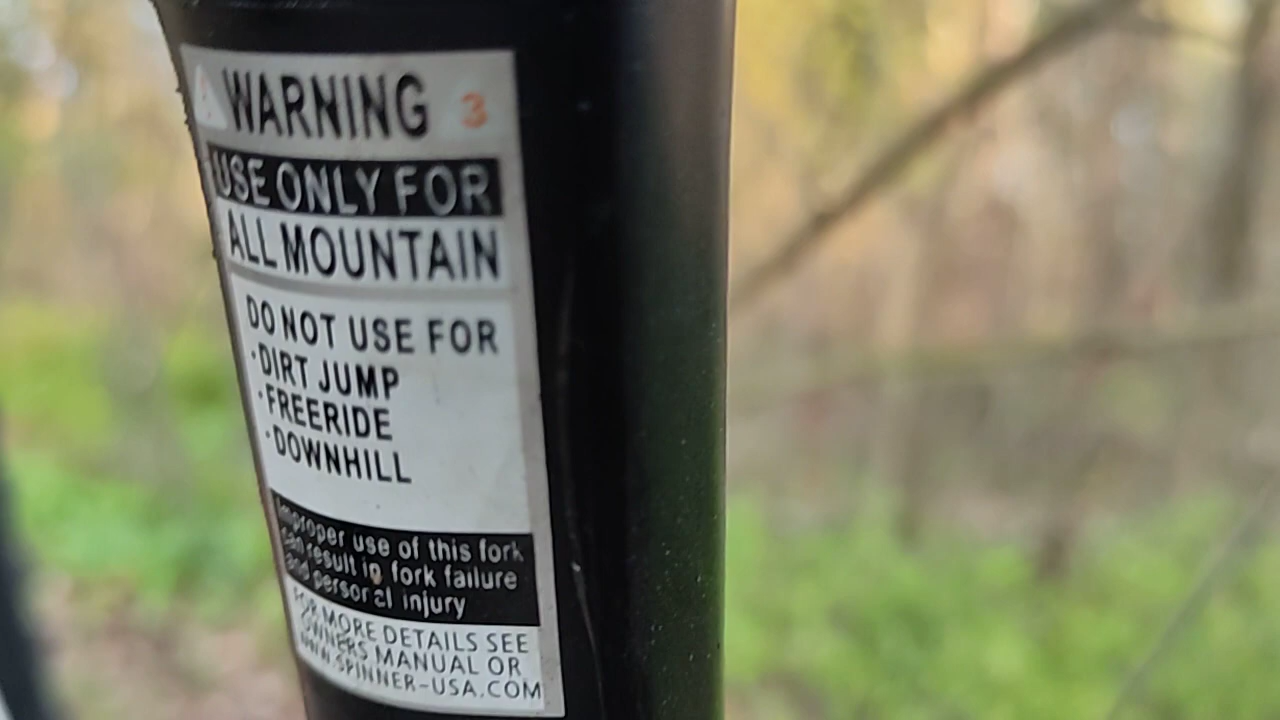 WARNING 3
USE ONLY FOR
ALL MOUNTAIN
DO NOT USE FOR
·DIRT JUMP
·FREERIDE
·DOWNHILL
Improper use of this fork
can result in fork failure
and personal injury
FOR MORE DETAILS SEE
OWNERS MANUAL OR
WWW.SPINNER-USA.COM